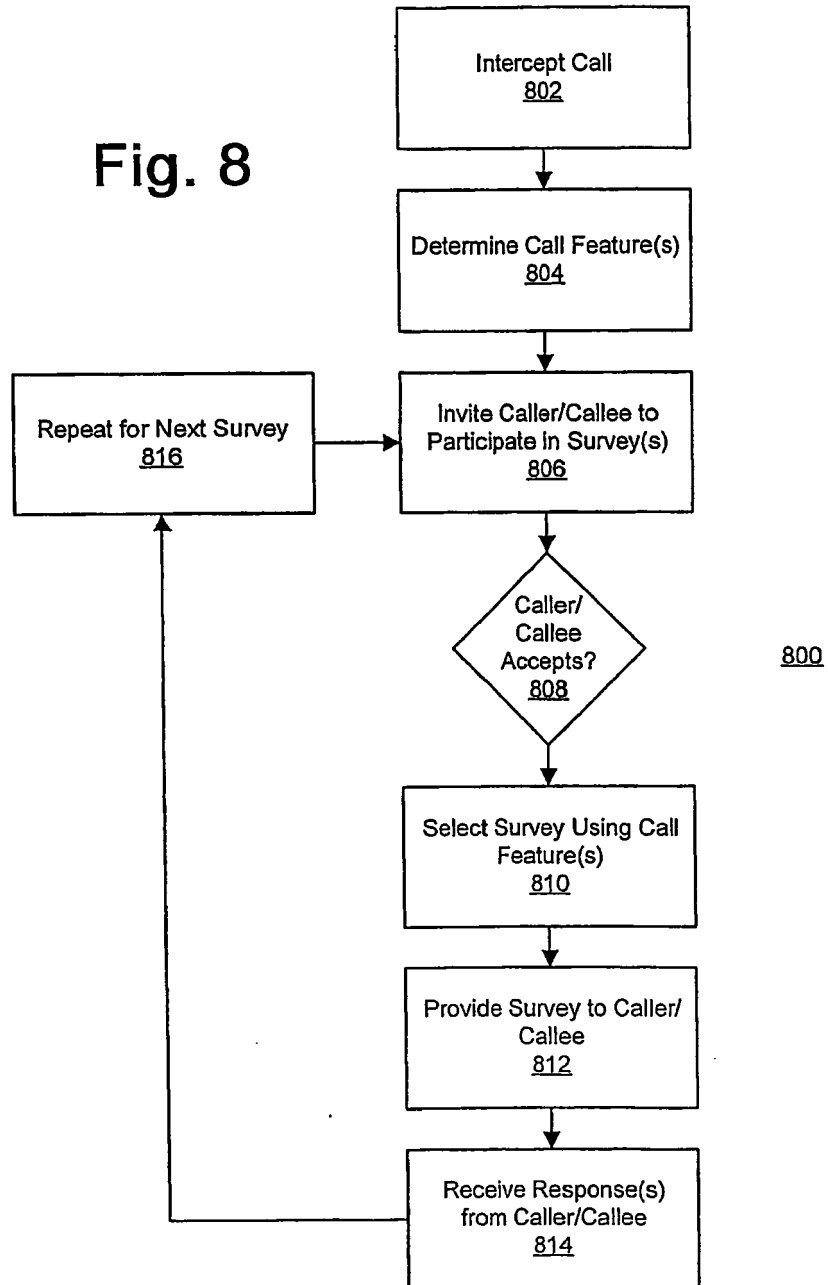 Fig. 8
Intercept Call
802
Determine Call Feature(s)
804
Repeat for Next Survey
816
Invite Caller/Callee to
Participate in Survey(s)
806
Caller/
Callee
Accepts?
808
800
Select Survey Using Call
Feature(s)
810
Provide Survey to Caller/
Callee
812
Receive Response(s)
from Caller/Callee
814